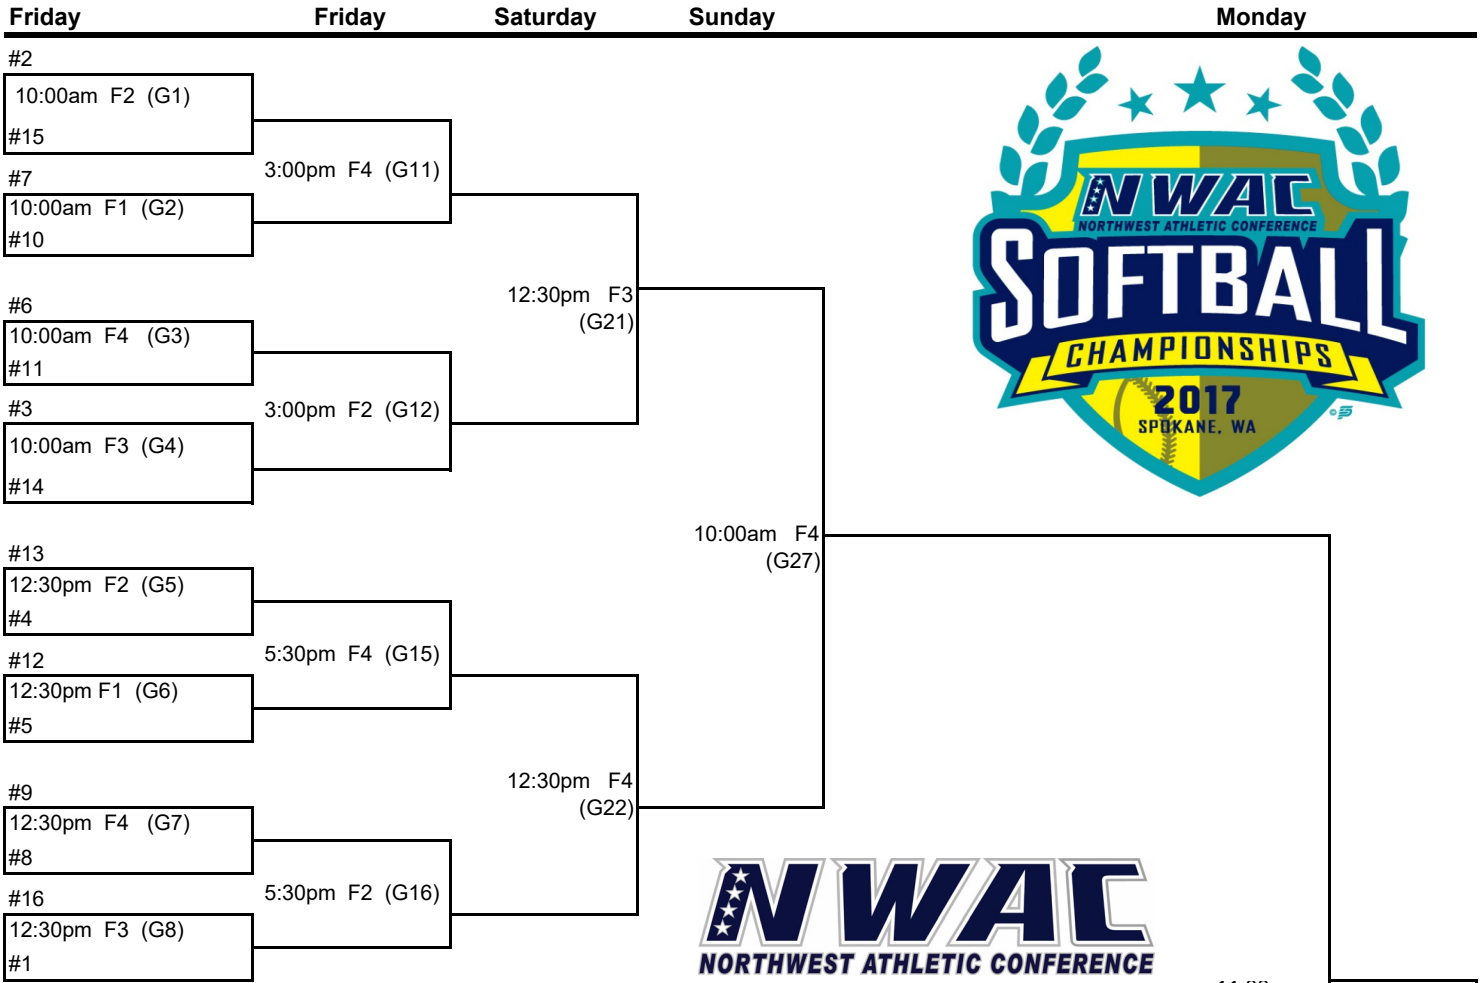 Friday Friday Saturday Sunday Monday
#2
10:00am F2 (G1)
#15
3:00pm F4 (G11)
#7
10:00am F1 (G2)
#10
12:30pm F3
(G21)
#6
10:00am F4 (G3)
#11
#3
3:00pm F2 (G12)
10:00am F3 (G4)
#14
10:00am F4
(G27)
#13
12:30pm F2 (G5)
#4
#12
5:30pm F4 (G15)
12:30pm F1 (G6)
#5
12:30pm F4
(G22)
#9
12:30pm F4 (G7)
#8
#16
5:30pm F2 (G16)
12:30pm F3 (G8)
#1
NWAC
NORTHWEST ATHLETIC CONFERENCE
SOFTBALL
CHAMPIONSHIPS
2017
SPOKANE, WA
NWAC
NORTHWEST ATHLETIC CONFERENCE